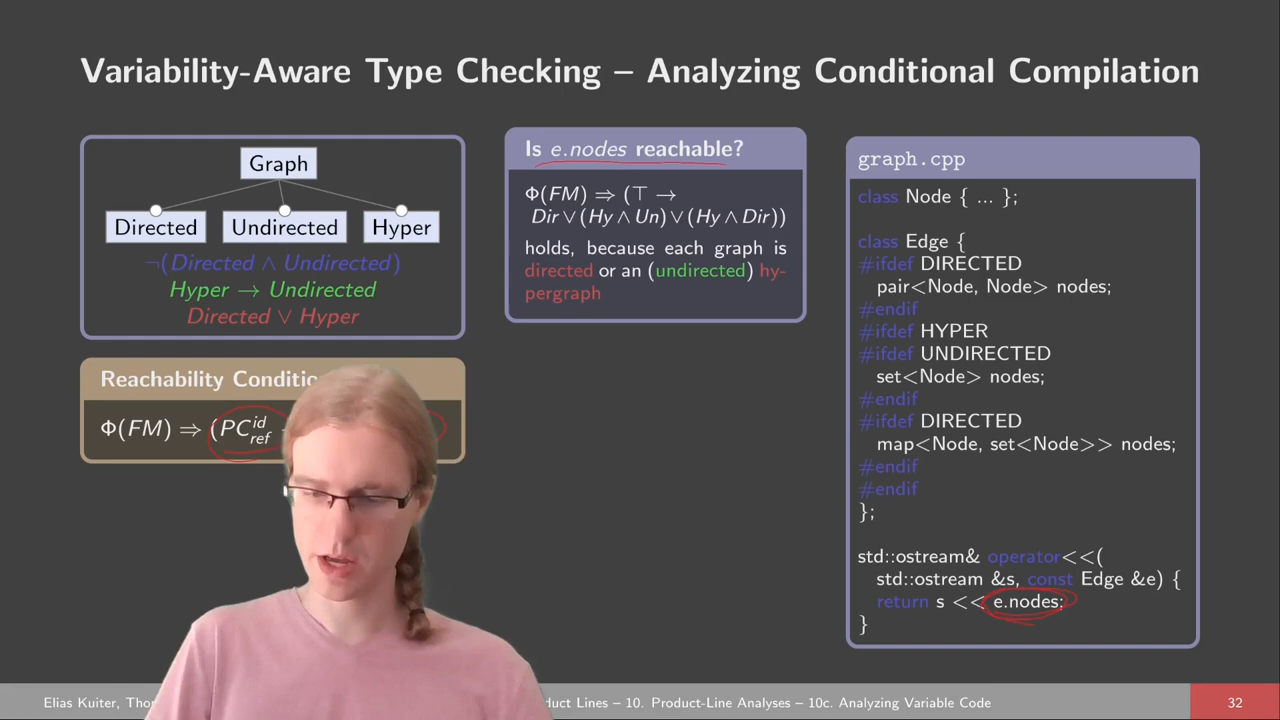 Variability-Aware Type Checking – Analyzing Conditional Compilation
Graph
Directed Undirected Hyper
¬(Directed ∧ Undirected)
Hyper → Undirected
Directed ∨ Hyper
Reachability
Φ(FM) ⇒ (PC^id_ref
Is e.nodes reachable?
Φ(FM) ⇒ (⊤ →
Dir ∨ (Hy ∧ Un) ∨ (Hy ∧ Dir))
holds, because each graph is
directed or an (undirected) hy-
pergraph
graph.cpp
class Node { ... };
class Edge {
#ifdef DIRECTED
pair<Node, Node> nodes;
#endif
#ifdef HYPER
#ifdef UNDIRECTED
set<Node> nodes;
#endif
#ifdef DIRECTED
map<Node, set<Node>> nodes;
#endif
#endif
};
std::ostream& operator<<(
std::ostream &s, const Edge &e) {
return s << e.nodes;
}
Elias Kuiter, Lines – 10. Product-Line Analyses – 10c. Analyzing Variable Code
32